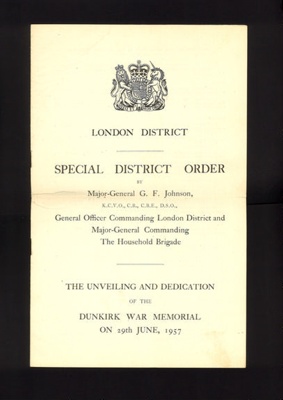 LONDON DISTRICT
SPECIAL DISTRICT ORDER
BY
Major-General G. F. Johnson,
K.C.V.O., C.B., C.B.E., D.S.O.,
General Officer Commanding London District and
Major-General Commanding
The Household Brigade
THE UNVEILING AND DEDICATION
OF THE
DUNKIRK WAR MEMORIAL
ON 29th JUNE, 1957